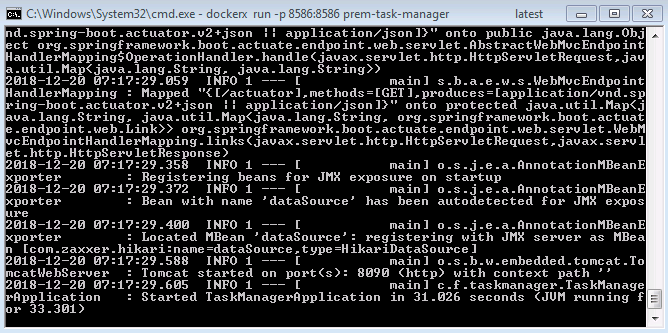 C:\Windows\System32\cmd.exe - dockerx run -p 8586:8586 prem-task-manager latest
nd.spring-boot.actuator.v2+json || application/json]}" onto public java.lang.Obj
ect org.springframework.boot.actuate.endpoint.web.servlet.AbstractWebMvcEndpoint
HandlerMapping$OperationHandler.handle(javax.servlet.http.HttpServletRequest,jav
a.util.Map<java.lang.String, java.lang.String>)
2018-12-20 07:17:29.059 INFO 1 --- [ main] s.b.a.e.w.s.WebMvcEndpoint
HandlerMapping : Mapped "{[/actuator],methods=[GET],produces=[application/vnd.sp
ring-boot.actuator.v2+json || application/json]}" onto protected java.util.Map<j
ava.lang.String, java.util.Map<java.lang.String, org.springframework.boot.actuat
e.endpoint.web.Link>> org.springframework.boot.actuate.endpoint.web.servlet.WebM
vcEndpointHandlerMapping.links(javax.servlet.http.HttpServletRequest,javax.servl
et.http.HttpServletResponse)
2018-12-20 07:17:29.358 INFO 1 --- [ main] o.s.j.e.a.AnnotationMBeanE
xporter : Registering beans for JMX exposure on startup
2018-12-20 07:17:29.372 INFO 1 --- [ main] o.s.j.e.a.AnnotationMBeanE
xporter : Bean with name 'dataSource' has been autodetected for JMX expos
ure
2018-12-20 07:17:29.400 INFO 1 --- [ main] o.s.j.e.a.AnnotationMBeanE
xporter : Located MBean 'dataSource': registering with JMX server as MBea
n [com.zaxxer.hikari:name=dataSource,type=HikariDataSource]
2018-12-20 07:17:29.588 INFO 1 --- [ main] o.s.b.w.embedded.tomcat.To
mcatWebServer : Tomcat started on port(s): 8090 (http) with context path ''
2018-12-20 07:17:29.605 INFO 1 --- [ main] c.f.taskmanager.TaskManage
rApplication : Started TaskManagerApplication in 31.026 seconds (JVM running f
or 33.301)